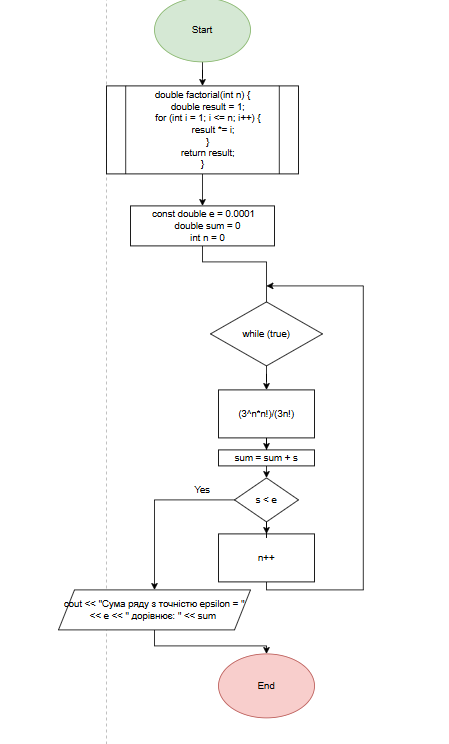 Start
double factorial(int n) {
double result = 1;
for (int i = 1; i <= n; i++) {
result *= i;
}
return result;
}
const double e = 0.0001
double sum = 0
int n = 0
while (true)
(3^n*n!)/(3n!)
sum = sum + s
s < e
Yes
n++
cout << "Сума ряду з точністю epsilon = "
<< e << " дорівнює: " << sum
End